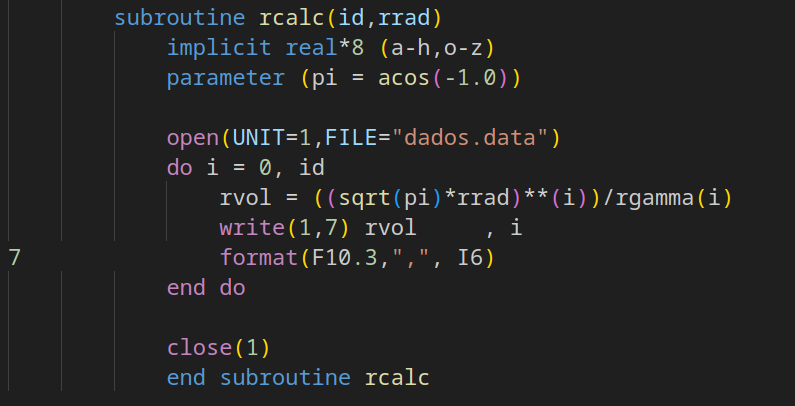 subroutine rcalc(id,rrad)
implicit real*8 (a-h,o-z)
parameter (pi = acos(-1.0))
open(UNIT=1,FILE="dados.data")
do i = 0, id
rvol = ((sqrt(pi)*rrad)**(i))/rgamma(i)
write(1,7) rvol     , i
7 format(F10.3,",", I6)
end do
close(1)
end subroutine rcalc